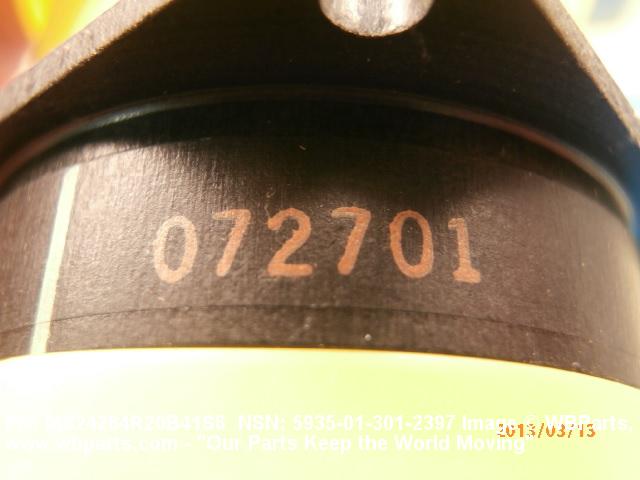 072701
NSN: 5935-01-301-2397 Image © WBParts,
www.wbparts.com - "Our Parts Keep the World Moving"
2013/03/13